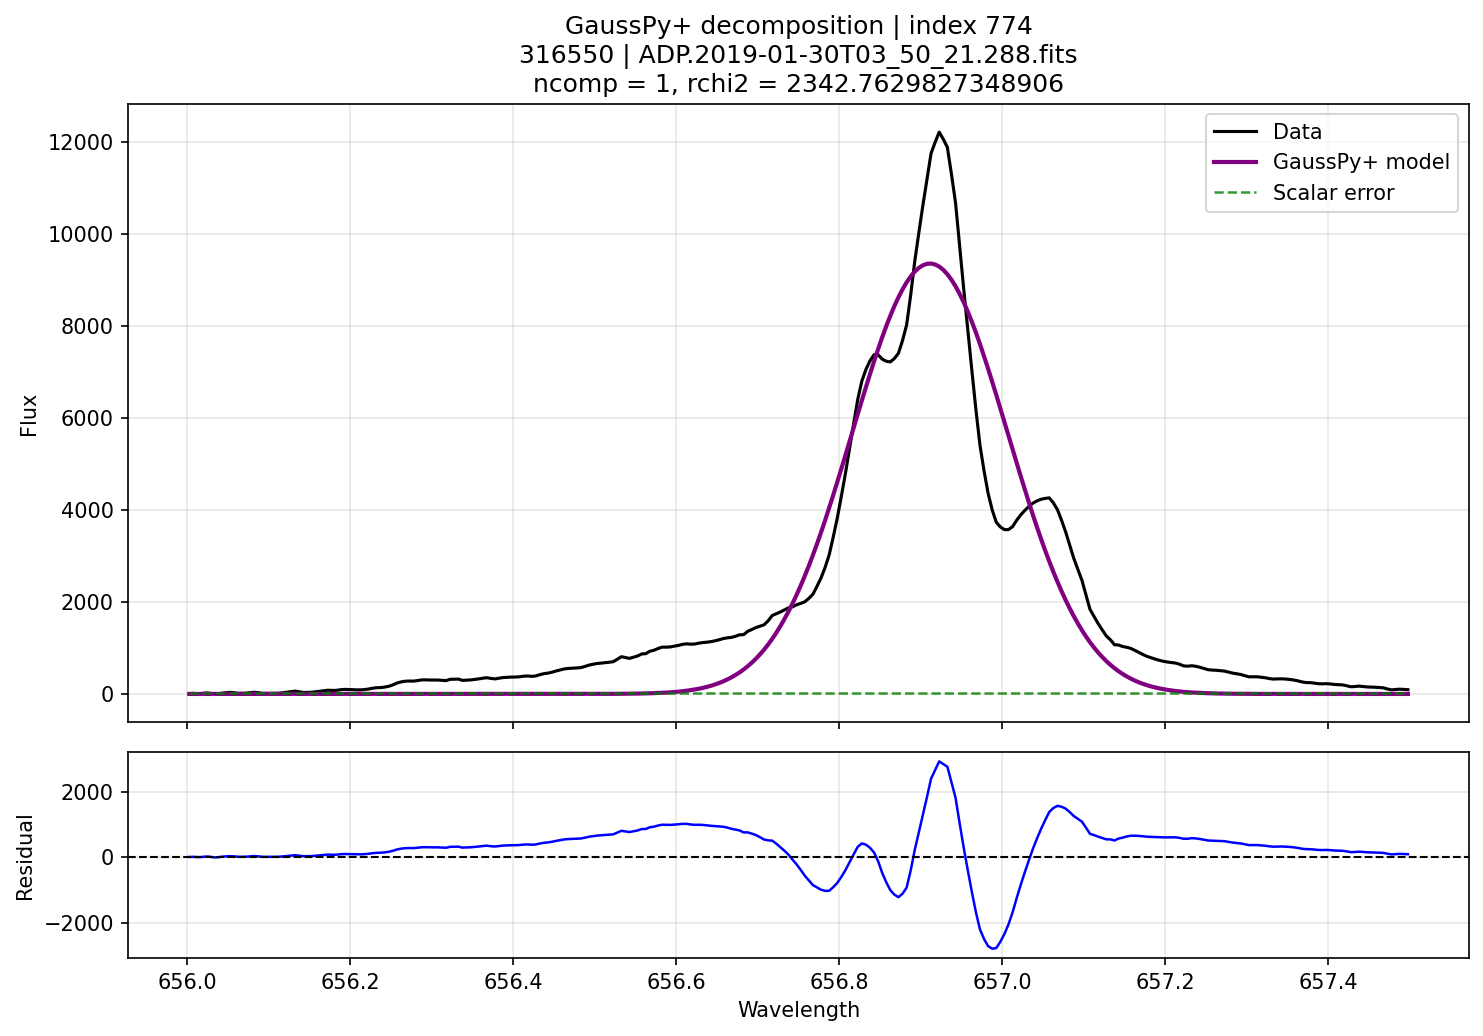 GaussPy+ decomposition | index 774
316550 | ADP.2019-01-30T03_50_21.288.fits
ncomp = 1, rchi2 = 2342.7629827348906
Data
GaussPy+ model
Scalar error
12000
10000
8000
6000
4000
2000
0
Flux
2000
0
−2000
Residual
656.0 656.2 656.4 656.6 656.8 657.0 657.2 657.4
Wavelength